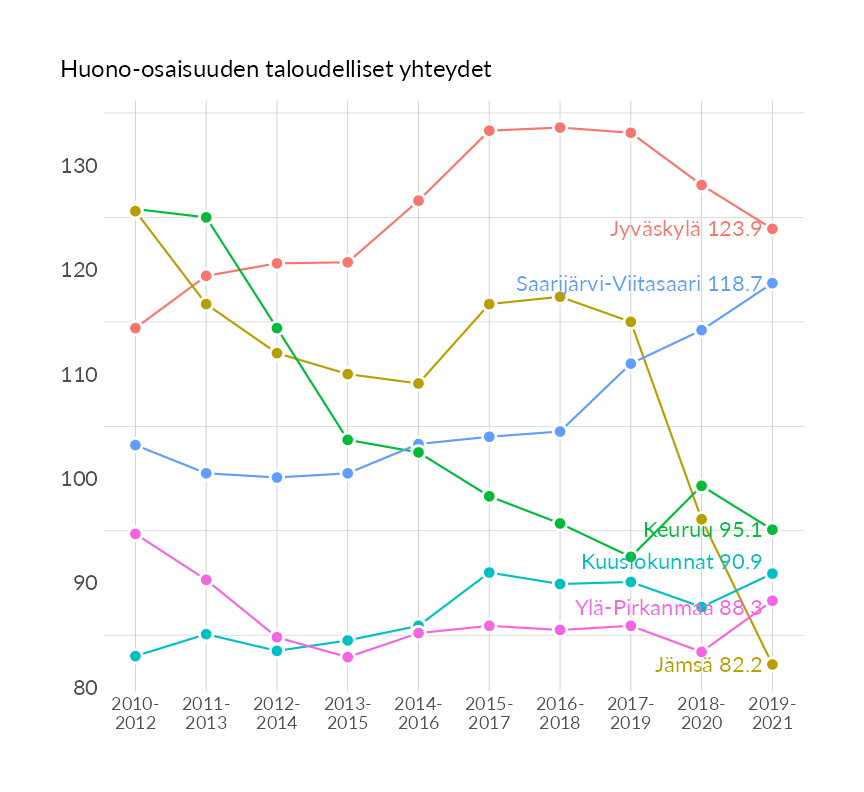 Huono-osaisuuden taloudelliset yhteydet
130
120
110
100
90
80
Jyväskylä 123.9
Saarijärvi-Viitasaari 118.7
Keuruu 95.1
Kuusiokunnat 90.9
Ylä-Pirkanmaa 88.3
Jämsä 82.2
2010- 2011- 2012- 2013- 2014- 2015- 2016- 2017- 2018- 2019-
2012 2013 2014 2015 2016 2017 2018 2019 2020 2021